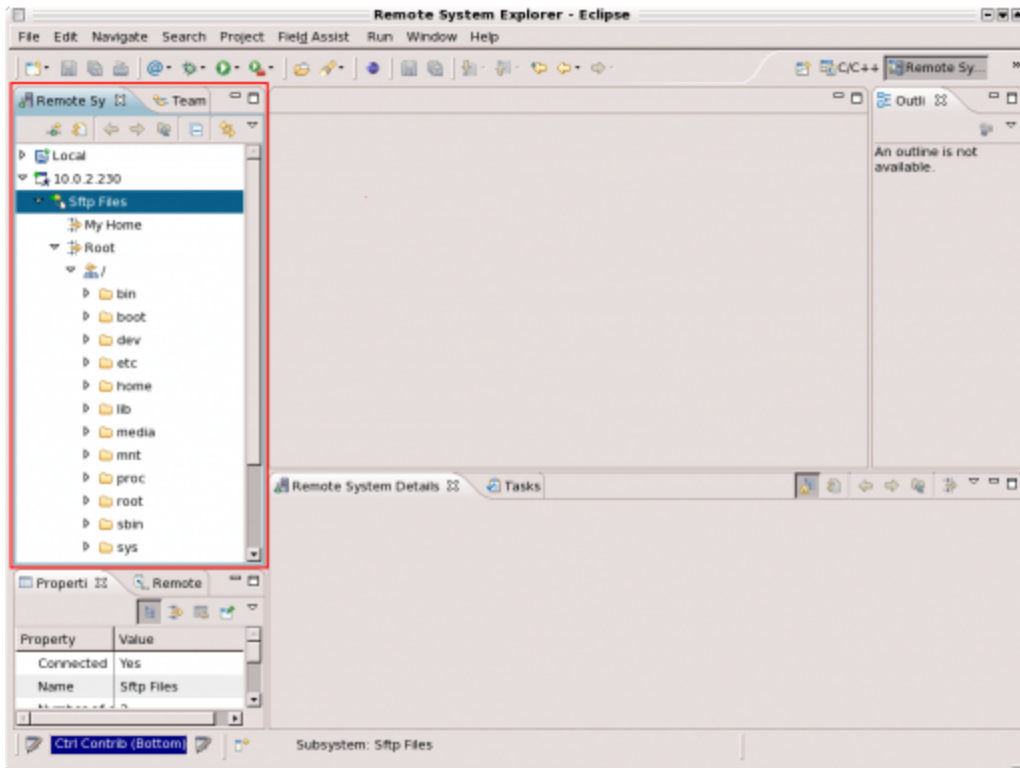 Remote System Explorer - Eclipse
File Edit Navigate Search Project Field Assist Run Window Help
C/C++ Remote Sy...
Remote Sy Team
Outli
Local
An outline is not
available.
10.0.2.230
Sftp Files
My Home
Root
/
bin
boot
dev
etc
home
lib
media
mnt
proc
root
sbin
sys
Remote System Details Tasks
Properti Remote
Property Value
Connected Yes
Name Sftp Files
Ctrl Contrib (Bottom) Subsystem: Sftp Files